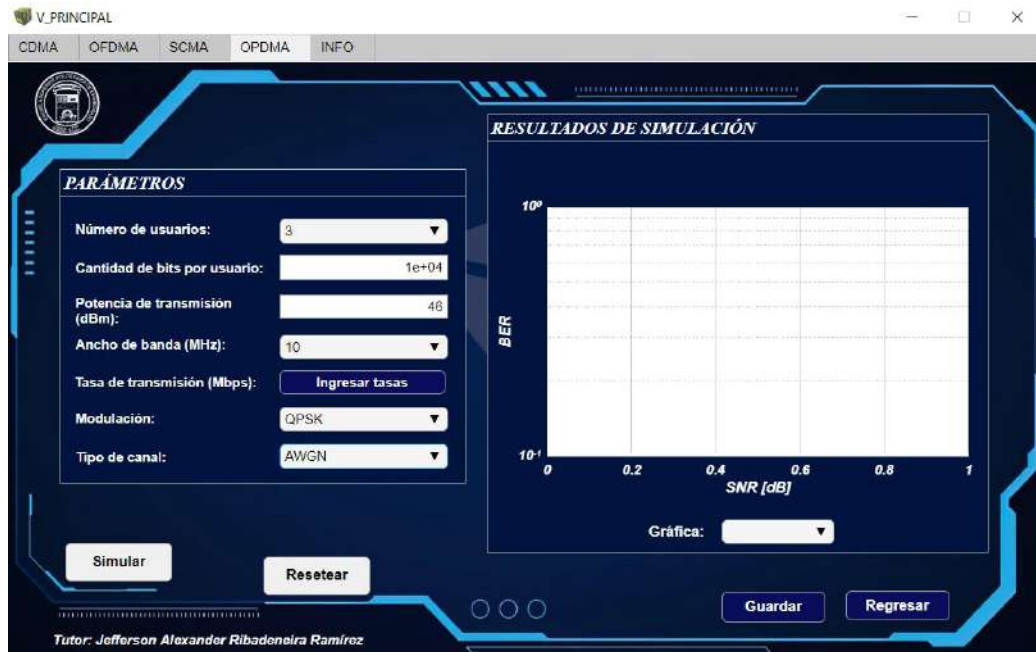 V_PRINCIPAL
CDMA OFDMA SCMA OPDMA INFO
PARÁMETROS
Número de usuarios: 3
Cantidad de bits por usuario: 1e+04
Potencia de transmisión
(dBm): 46
Ancho de banda (MHz): 10
Tasa de transmisión (Mbps): Ingresar tasas
Modulación: QPSK
Tipo de canal: AWGN
Simular
Resetear
Tutor: Jefferson Alexander Ribadeneira Ramírez
RESULTADOS DE SIMULACIÓN
10⁰
BER
10⁻¹
0 0.2 0.4 0.6 0.8 1
SNR [dB]
Gráfica:
Guardar Regresar